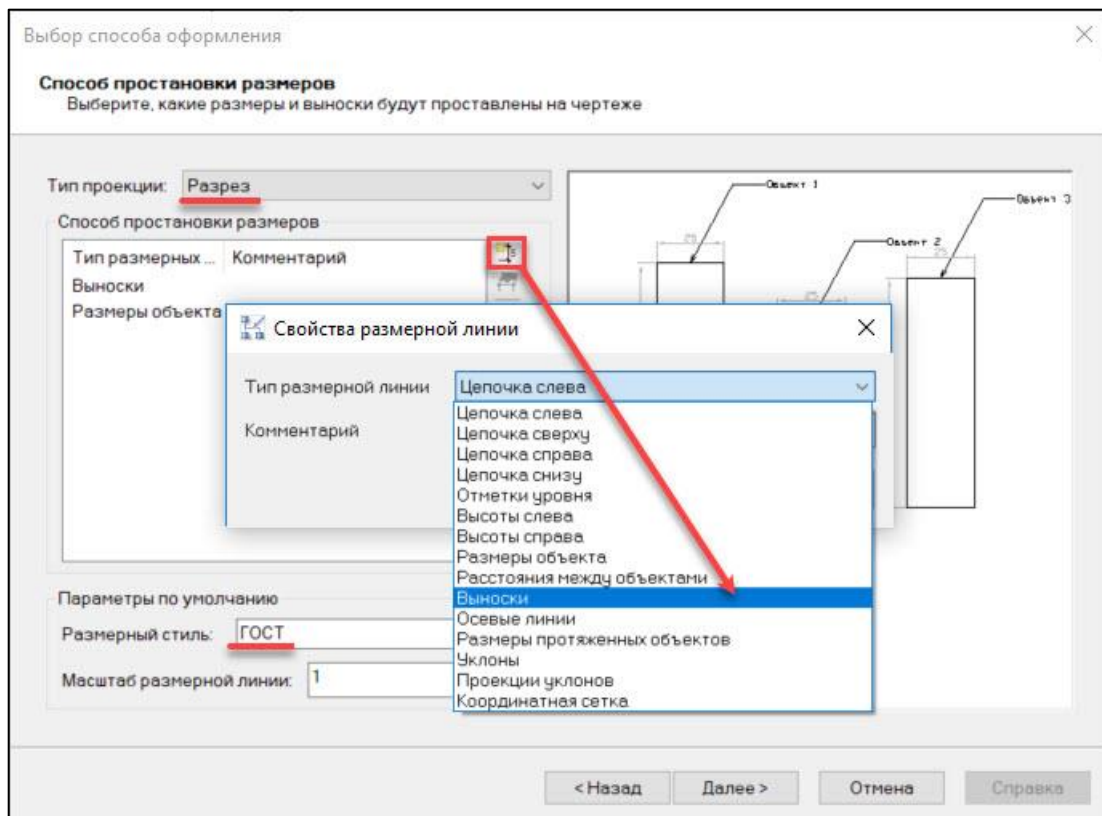 Выбор способа оформления
Способ простановки размеров
Выберите, какие размеры и выноски будут проставлены на чертеже
Тип проекции: Разрез
Способ простановки размеров
Тип размерных ... Комментарий
Выноски
Размеры объекта
Объект 1
Объект 3
Объект 2
Свойства размерной линии
Тип размерной линии Цепочка слева
Комментарий
Цепочка слева
Цепочка сверху
Цепочка справа
Цепочка снизу
Отметки уровня
Высоты слева
Высоты справа
Размеры объекта
Расстояния между объектами
Выноски
Осевые линии
Размеры протяженных объектов
Уклоны
Проекции уклонов
Координатная сетка
Параметры по умолчанию
Размерный стиль: ГОСТ
Масштаб размерной линии: 1
< Назад Далее > Отмена Справка